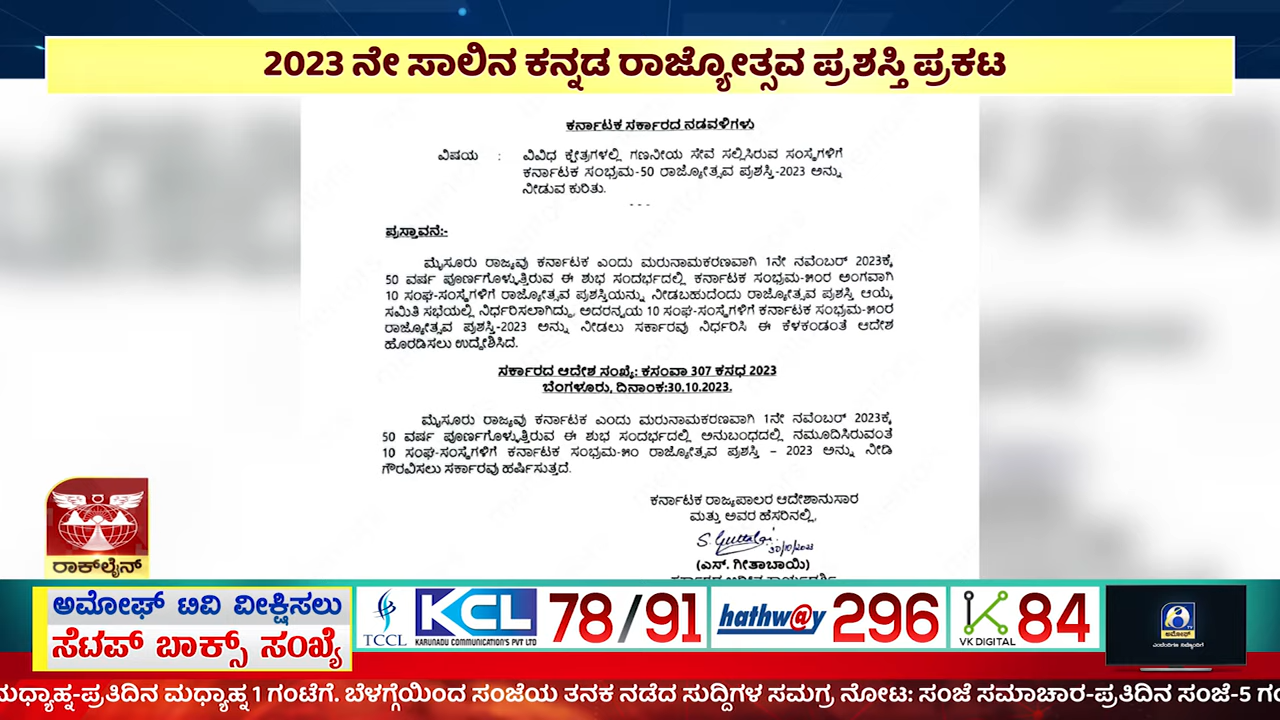 2023 ನೇ ಸಾಲಿನ ಕನ್ನಡ ರಾಜ್ಯೋತ್ಸವ ಪ್ರಶಸ್ತಿ ಪ್ರಕಟ
ಕರ್ನಾಟಕ ಸರ್ಕಾರದ ನಡವಳಿಗಳು
ವಿಷಯ : ವಿವಿಧ ಕ್ಷೇತ್ರಗಳಲ್ಲಿ ಗಣನೀಯ ಸೇವೆ ಸಲ್ಲಿಸಿರುವ ಸಂಸ್ಥೆಗಳಿಗೆ
ಕರ್ನಾಟಕ ಸಂಭ್ರಮ-50 ರಾಜ್ಯೋತ್ಸವ ಪ್ರಶಸ್ತಿ-2023 ಅನ್ನು
ನೀಡುವ ಕುರಿತು.
- - -
ಪ್ರಸ್ತಾವನೆ:-
ಮೈಸೂರು ರಾಜ್ಯವು ಕರ್ನಾಟಕ ಎಂದು ಮರುನಾಮಕರಣವಾಗಿ 1ನೇ ನವೆಂಬರ್ 2023ಕ್ಕೆ
50 ವರ್ಷ ಪೂರ್ಣಗೊಳ್ಳುತ್ತಿರುವ ಈ ಶುಭ ಸಂದರ್ಭದಲ್ಲಿ ಕರ್ನಾಟಕ ಸಂಭ್ರಮ-೫೦ರ ಅಂಗವಾಗಿ
10 ಸಂಘ-ಸಂಸ್ಥೆಗಳಿಗೆ ರಾಜ್ಯೋತ್ಸವ ಪ್ರಶಸ್ತಿಯನ್ನು ನೀಡಬಹುದೆಂದು ರಾಜ್ಯೋತ್ಸವ ಪ್ರಶಸ್ತಿ ಆಯ್ಕೆ
ಸಮಿತಿ ಸಭೆಯಲ್ಲಿ ನಿರ್ಧರಿಸಲಾಗಿದ್ದು, ಅದರನ್ವಯ 10 ಸಂಘ-ಸಂಸ್ಥೆಗಳಿಗೆ ಕರ್ನಾಟಕ ಸಂಭ್ರಮ-೫೦ರ
ರಾಜ್ಯೋತ್ಸವ ಪ್ರಶಸ್ತಿ-2023 ಅನ್ನು ನೀಡಲು ಸರ್ಕಾರವು ನಿರ್ಧರಿಸಿ ಈ ಕೆಳಕಂಡಂತೆ ಆದೇಶ
ಹೊರಡಿಸಲು ಉದ್ದೇಶಿಸಿದೆ.
ಸರ್ಕಾರದ ಆದೇಶ ಸಂಖ್ಯೆ: ಕಸಂವಾ 307 ಕಸಧ 2023
ಬೆಂಗಳೂರು, ದಿನಾಂಕ:30.10.2023.
ಮೈಸೂರು ರಾಜ್ಯವು ಕರ್ನಾಟಕ ಎಂದು ಮರುನಾಮಕರಣವಾಗಿ 1ನೇ ನವೆಂಬರ್ 2023ಕ್ಕೆ
50 ವರ್ಷ ಪೂರ್ಣಗೊಳ್ಳುತ್ತಿರುವ ಈ ಶುಭ ಸಂದರ್ಭದಲ್ಲಿ ಅನುಬಂಧದಲ್ಲಿ ನಮೂದಿಸಿರುವಂತೆ
10 ಸಂಘ-ಸಂಸ್ಥೆಗಳಿಗೆ ಕರ್ನಾಟಕ ಸಂಭ್ರಮ-೫೦ ರಾಜ್ಯೋತ್ಸವ ಪ್ರಶಸ್ತಿ – 2023 ಅನ್ನು ನೀಡಿ
ಗೌರವಿಸಲು ಸರ್ಕಾರವು ಹರ್ಷಿಸುತ್ತದೆ.
ಕರ್ನಾಟಕ ರಾಜ್ಯಪಾಲರ ಆದೇಶಾನುಸಾರ
ಮತ್ತು ಅವರ ಹೆಸರಿನಲ್ಲಿ,
30/10/2023
(ಎಸ್. ಗೀತಾಬಾಯಿ)
ರಾಕ್‌ಲೈನ್
ಅಮೋಘ್ ಟಿವಿ ವೀಕ್ಷಿಸಲು
ಸೆಟಪ್ ಬಾಕ್ಸ್ ಸಂಖ್ಯೆ
TCCL KCL KARUNADU COMMUNICATION'S PVT LTD 78/91 hathw@y 296 VK DIGITAL 84
ಅಮೋಘ್
ಮಧ್ಯಾಹ್ನ-ಪ್ರತಿದಿನ ಮಧ್ಯಾಹ್ನ 1 ಗಂಟೆಗೆ. ಬೆಳಗ್ಗೆಯಿಂದ ಸಂಜೆಯ ತನಕ ನಡೆದ ಸುದ್ದಿಗಳ ಸಮಗ್ರ ನೋಟ: ಸಂಜೆ ಸಮಾಚಾರ-ಪ್ರತಿದಿನ ಸಂಜೆ-5